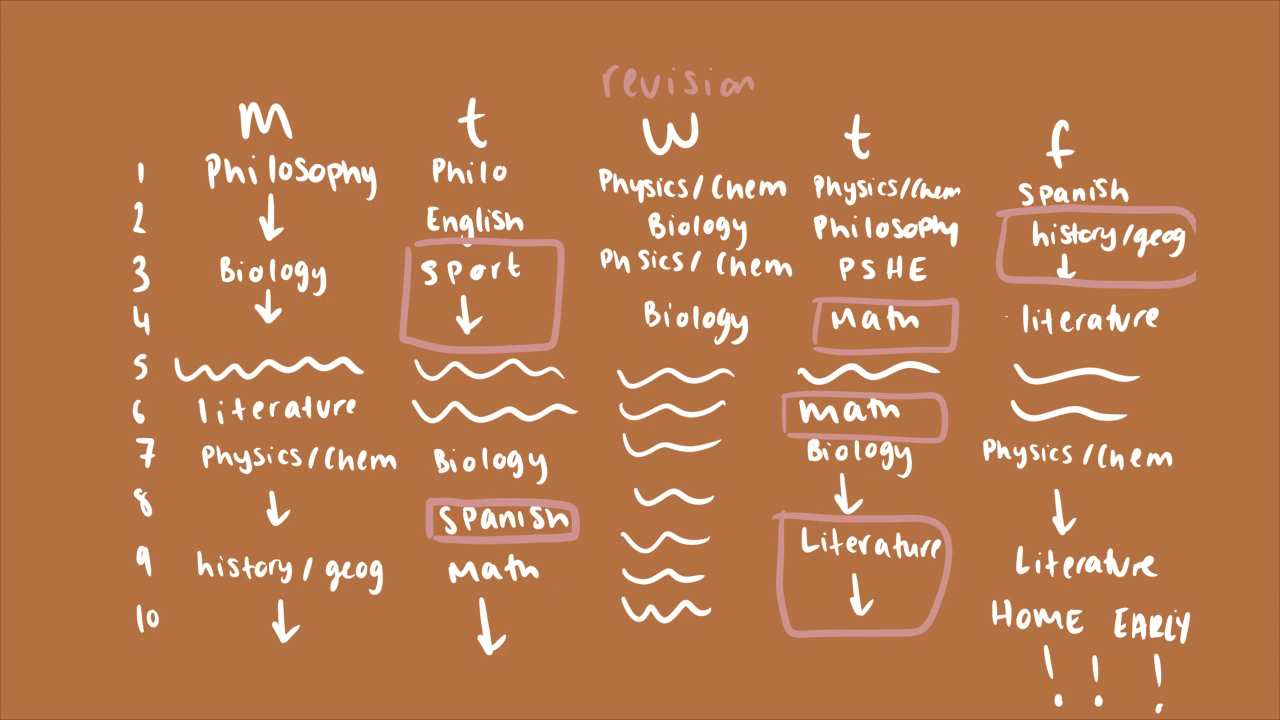 revision
m t w t f
1 Philosophy Philo Physics/Chem Physics/Chem Spanish
2 English Biology Philosophy history/geog
3 Biology Sport Phsics/Chem PSHE
4 Biology Math literature
5
6 literature math
7 Physics/Chem Biology Biology Physics/Chem
8 Spanish
9 history/geog Math Literature Literature
10 HOME EARLY
!!!